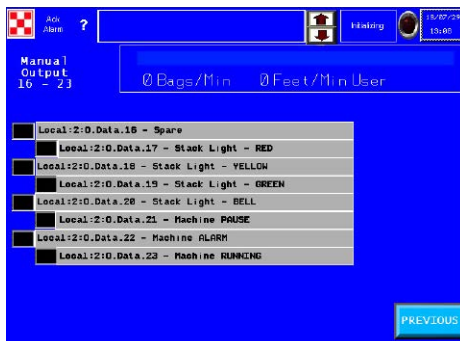 Ack
Alarm
?
Initializing
15/07/29
13:08
Manual
Output
16 - 23
0 Bags/Min 0 Feet/Min User
Local:2:O.Data.16 - Spare
Local:2:O.Data.17 - Stack Light - RED
Local:2:O.Data.18 - Stack Light - YELLOW
Local:2:O.Data.19 - Stack Light - GREEN
Local:2:O.Data.20 - Stack Light - BELL
Local:2:O.Data.21 - Machine PAUSE
Local:2:O.Data.22 - Machine ALARM
Local:2:O.Data.23 - Machine RUNNING
PREVIOUS